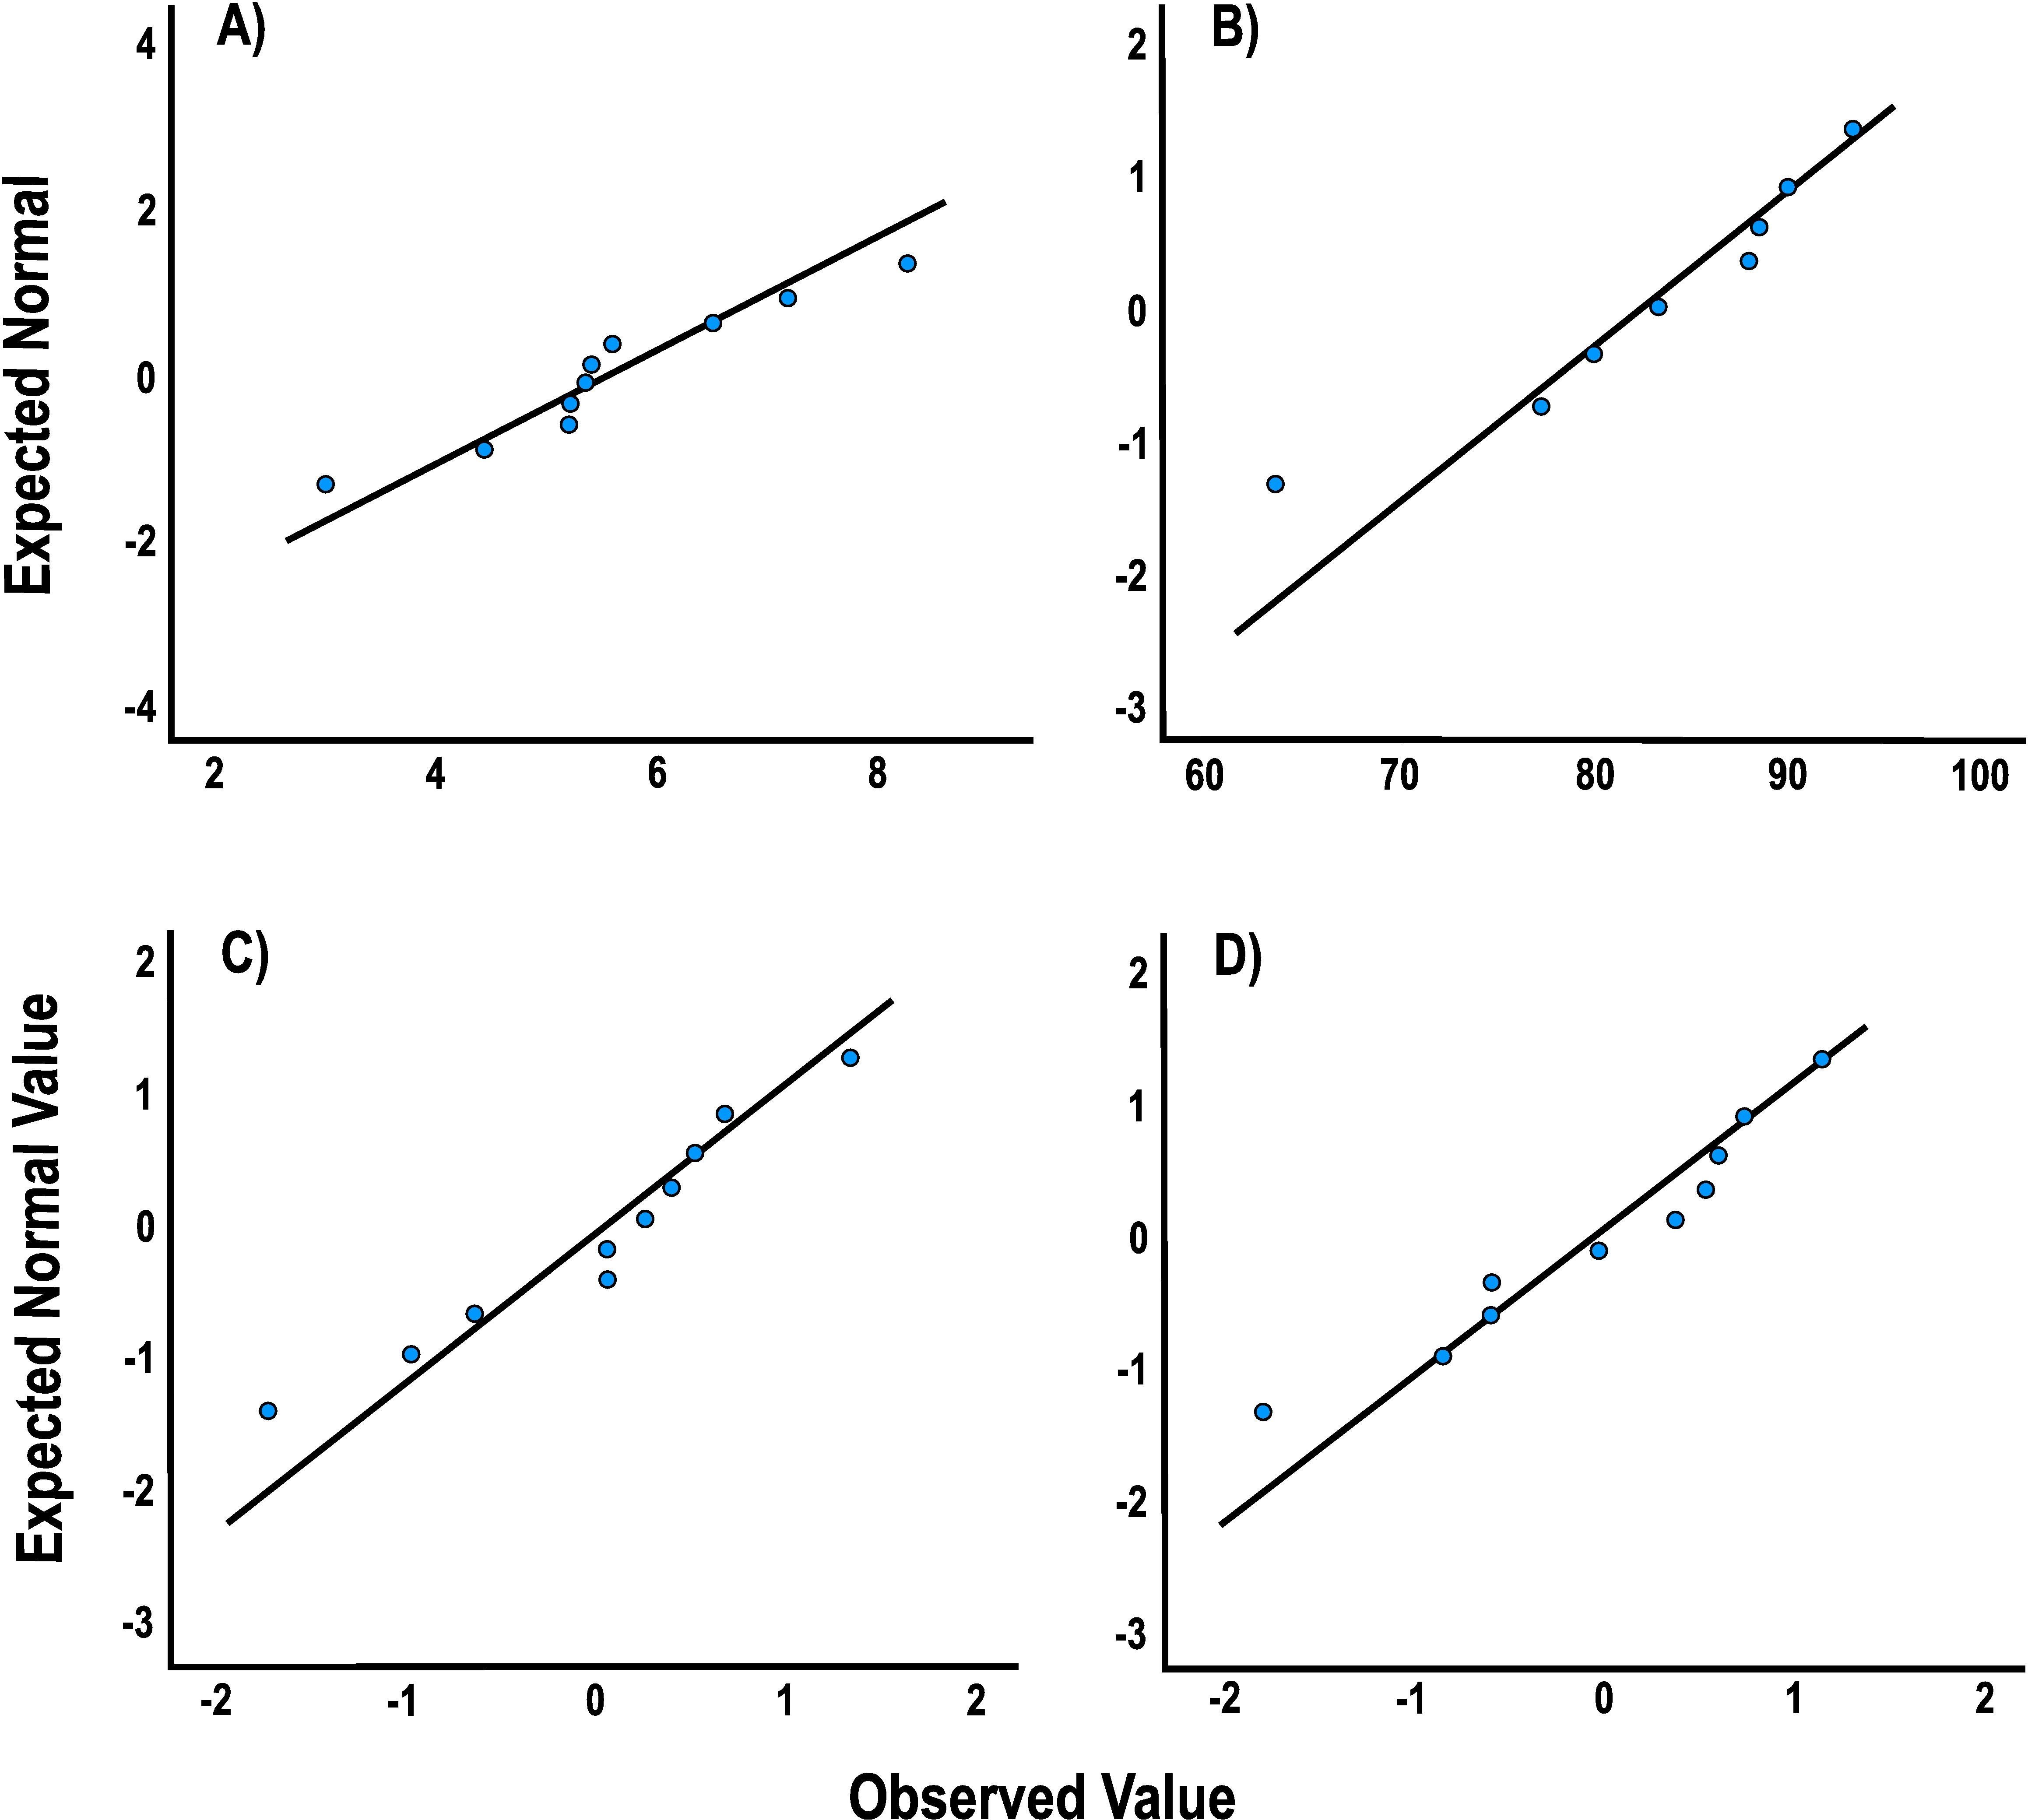 A)
4
2
0
-2
-4
2 4 6 8
Expected Normal
B)
2
1
0
-1
-2
-3
60 70 80 90 100
C)
2
1
0
-1
-2
-3
-2 -1 0 1 2
Expected Normal Value
D)
2
1
0
-1
-2
-3
-2 -1 0 1 2
Observed Value